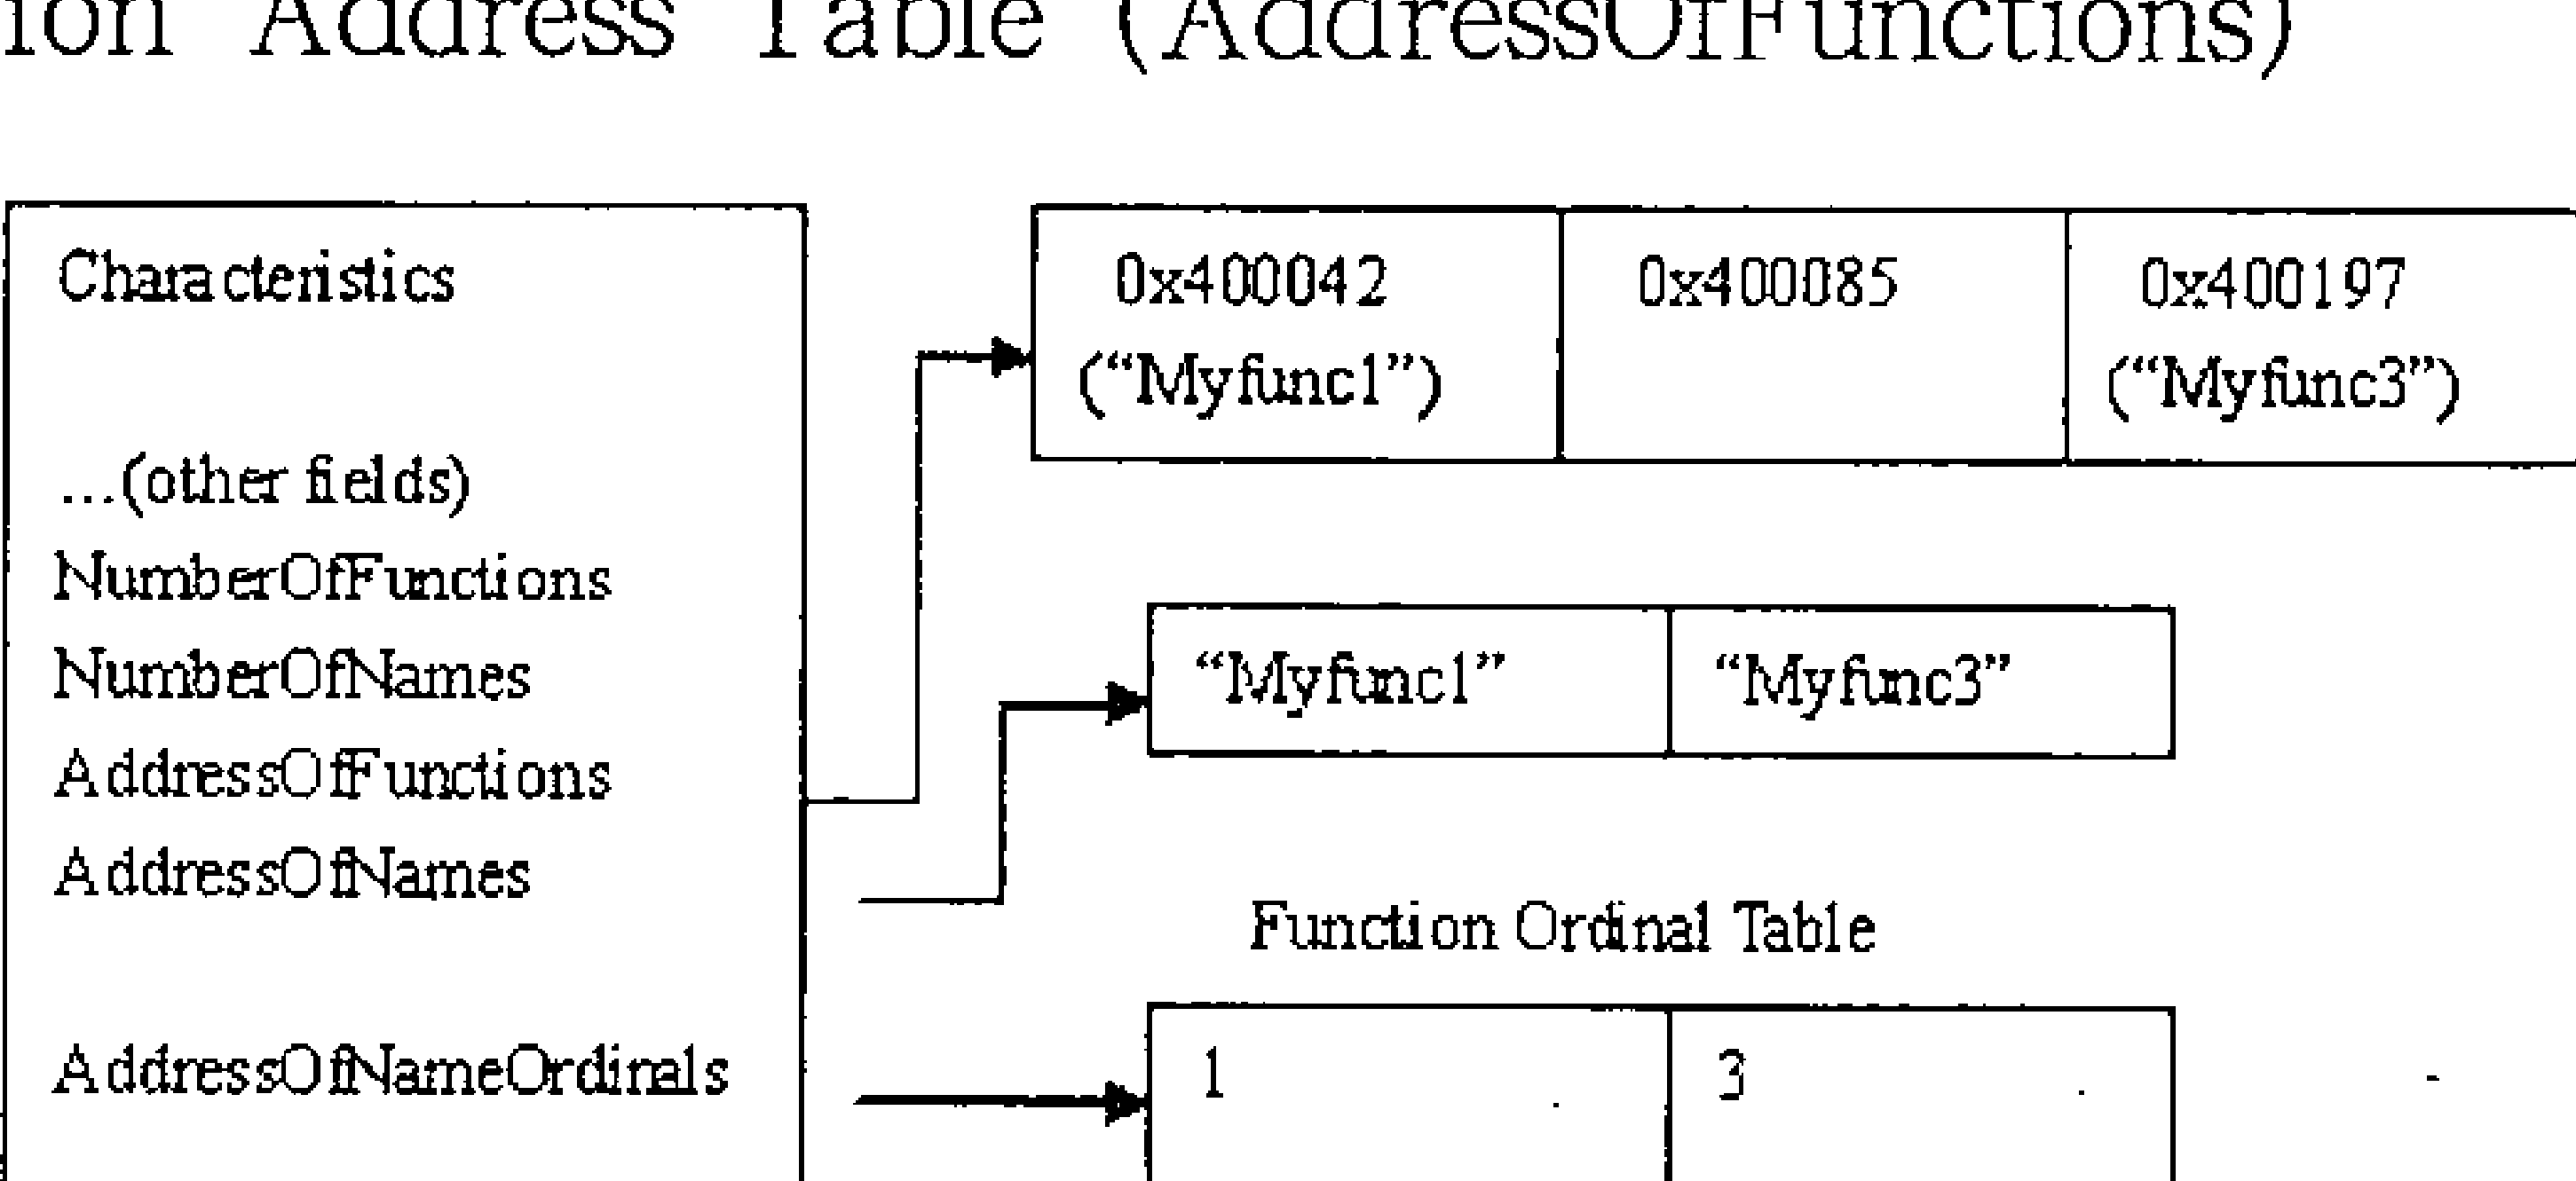 ion Address Table (AddressOfFunctions)
Characteristics
...(other fields)
NumberOfFunctions
NumberOfNames
AddressOfFunctions
AddressOfNames
AddressOfNameOrdinals
0x400042
("Myfunc1")
0x400085
0x400197
("Myfunc3")
"Myfunc1"
"Myfunc3"
Function Ordinal Table
1
3